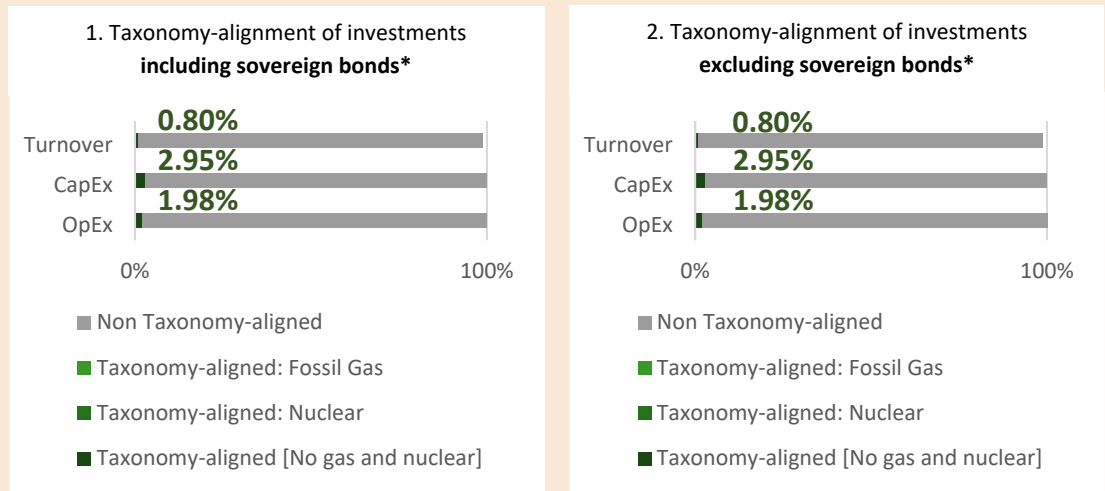 1. Taxonomy-alignment of investments
including sovereign bonds*
0.80%
Turnover
2.95%
CapEx
1.98%
OpEx
0%
100%
Non Taxonomy-aligned
Taxonomy-aligned: Fossil Gas
Taxonomy-aligned: Nuclear
Taxonomy-aligned [No gas and nuclear]
2. Taxonomy-alignment of investments
excluding sovereign bonds*
0.80%
Turnover
2.95%
CapEx
1.98%
OpEx
0%
100%
Non Taxonomy-aligned
Taxonomy-aligned: Fossil Gas
Taxonomy-aligned: Nuclear
Taxonomy-aligned [No gas and nuclear]